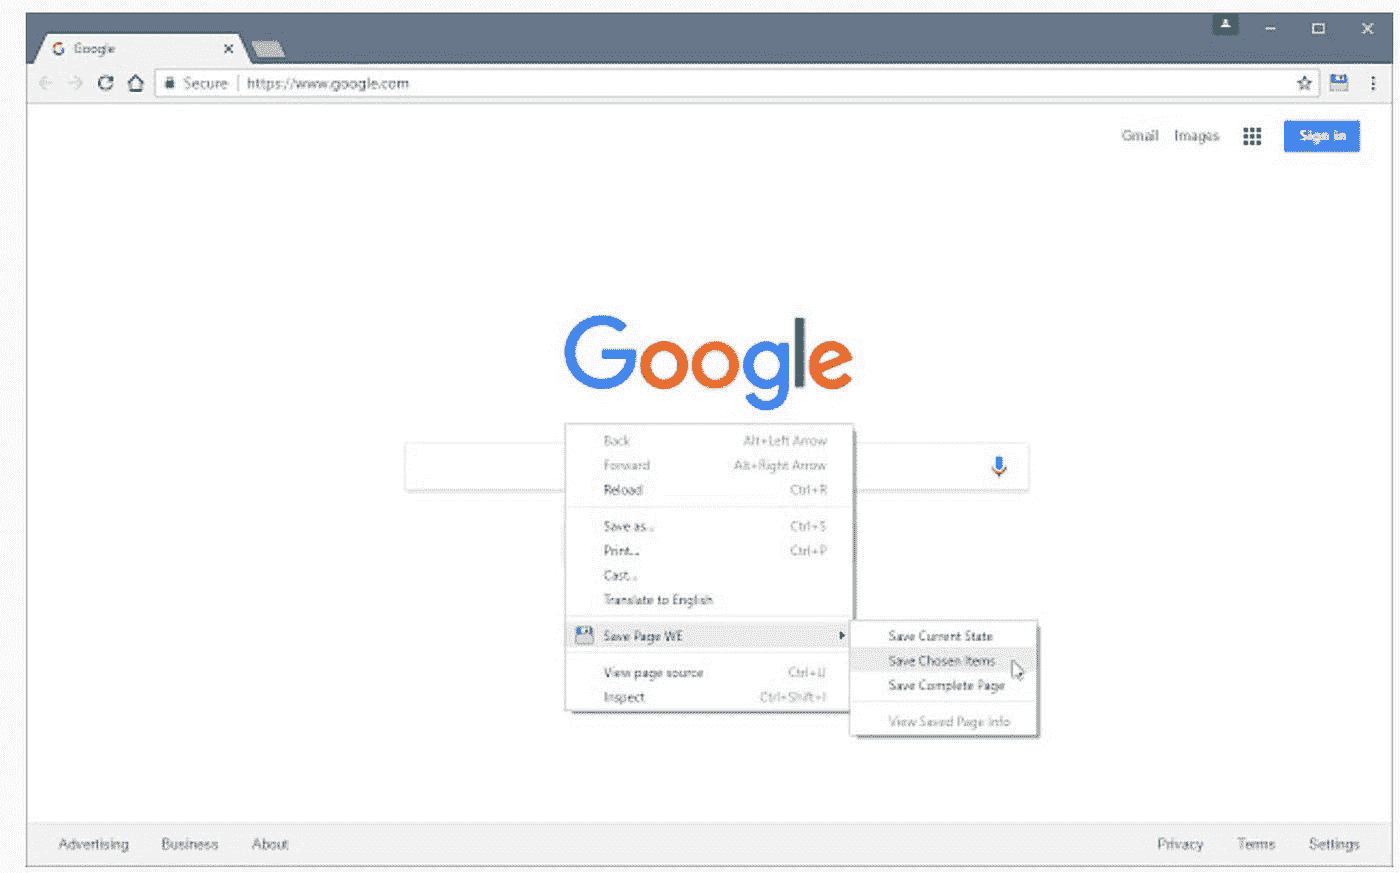 Google
Secure | https://www.google.com
Gmail Images Sign in
Google
Back Alt+Left Arrow
Forward Alt+Right Arrow
Reload Ctrl+R
Save as... Ctrl+S
Print... Ctrl+P
Cast...
Translate to English
Save Page WE
View page source Ctrl+U
Inspect Ctrl+Shift+I
Save Current State
Save Chosen Items
Save Complete Page
View Saved Page Info
Advertising Business About Privacy Terms Settings